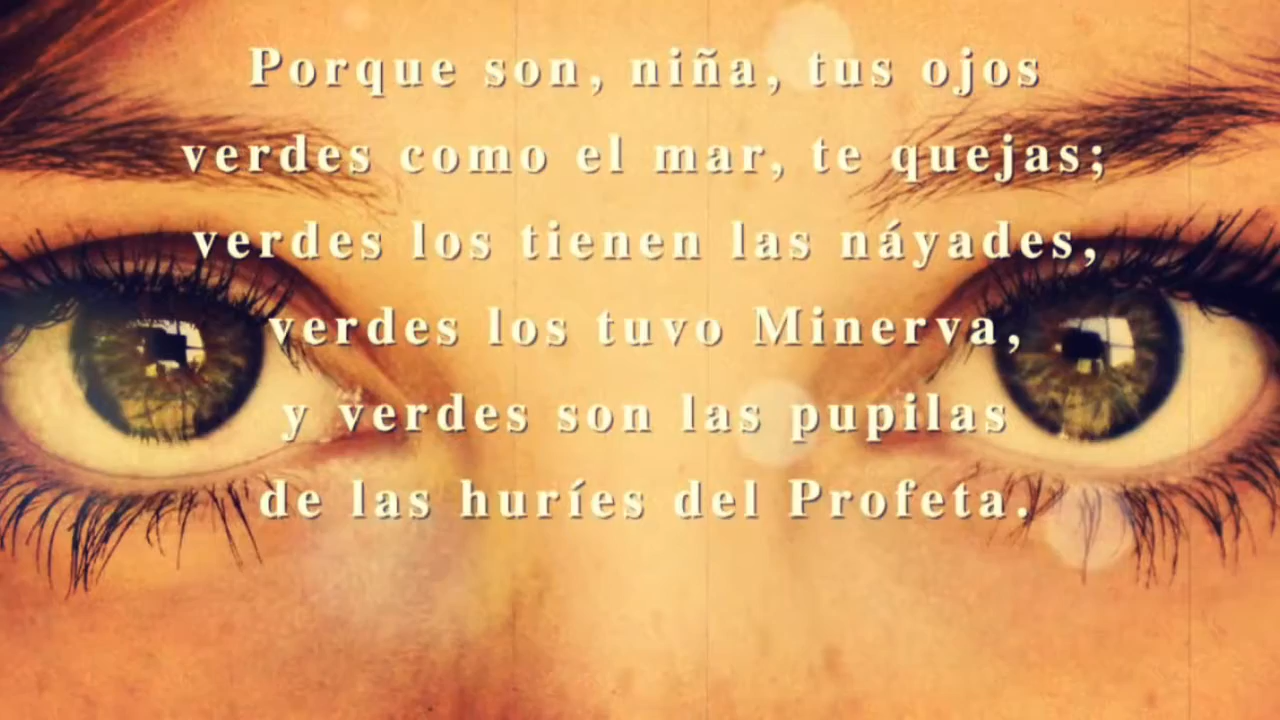 Porque son, niña, tus ojos
verdes como el mar, te quejas;
verdes los tienen las náyades,
verdes los tuvo Minerva,
y verdes son las pupilas
de las huríes del Profeta.